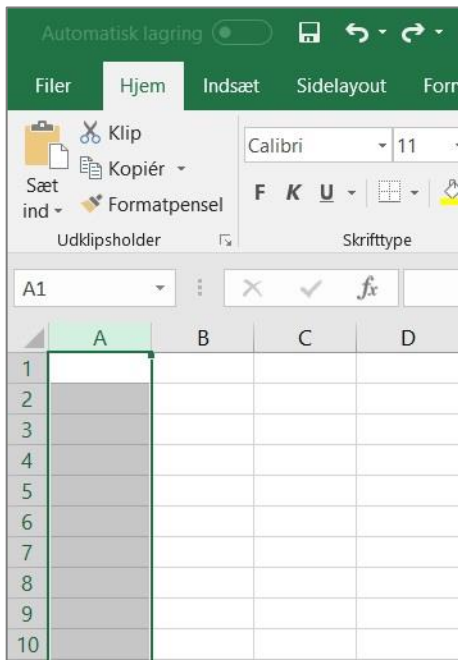 Automatisk lagring
Filer Hjem Indsæt Sidelayout
Klip
Kopiér
Sæt
ind
Formatpensel
Calibri 11
F K U
Udklipsholder Skrifttype
A1 fx
A B C D
1
2
3
4
5
6
7
8
9
10